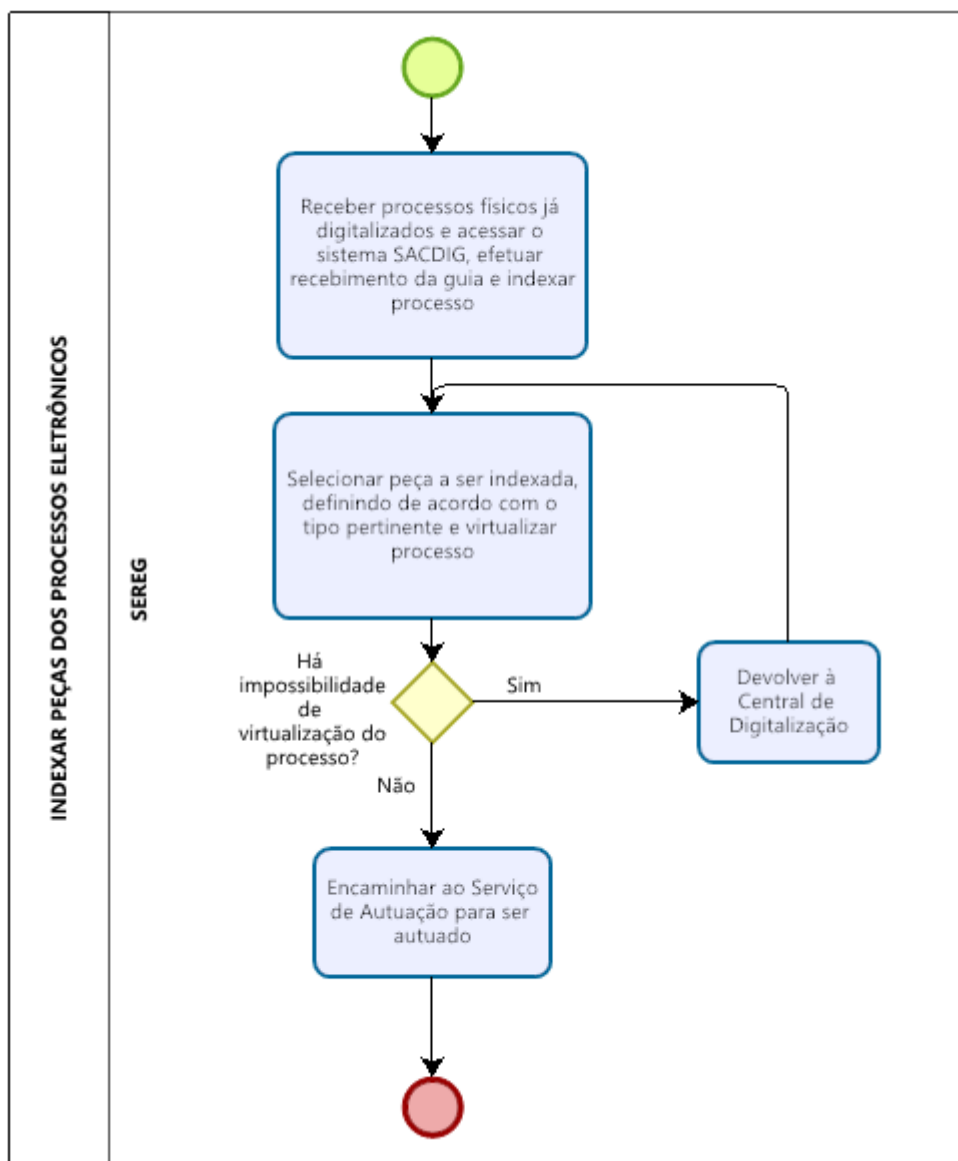 INDEXAR PEÇAS DOS PROCESSOS ELETRÔNICOS
SEREG
Receber processos físicos já
digitalizados e acessar o
sistema SACDIG, efetuar
recebimento da guia e indexar
processo
Selecionar peça a ser indexada,
definindo de acordo com o
tipo pertinente e virtualizar
processo
Há
impossibilidade
de
virtualização do
processo?
Sim
Devolver à
Central de
Digitalização
Não
Encaminhar ao Serviço
de Autuação para ser
autuado